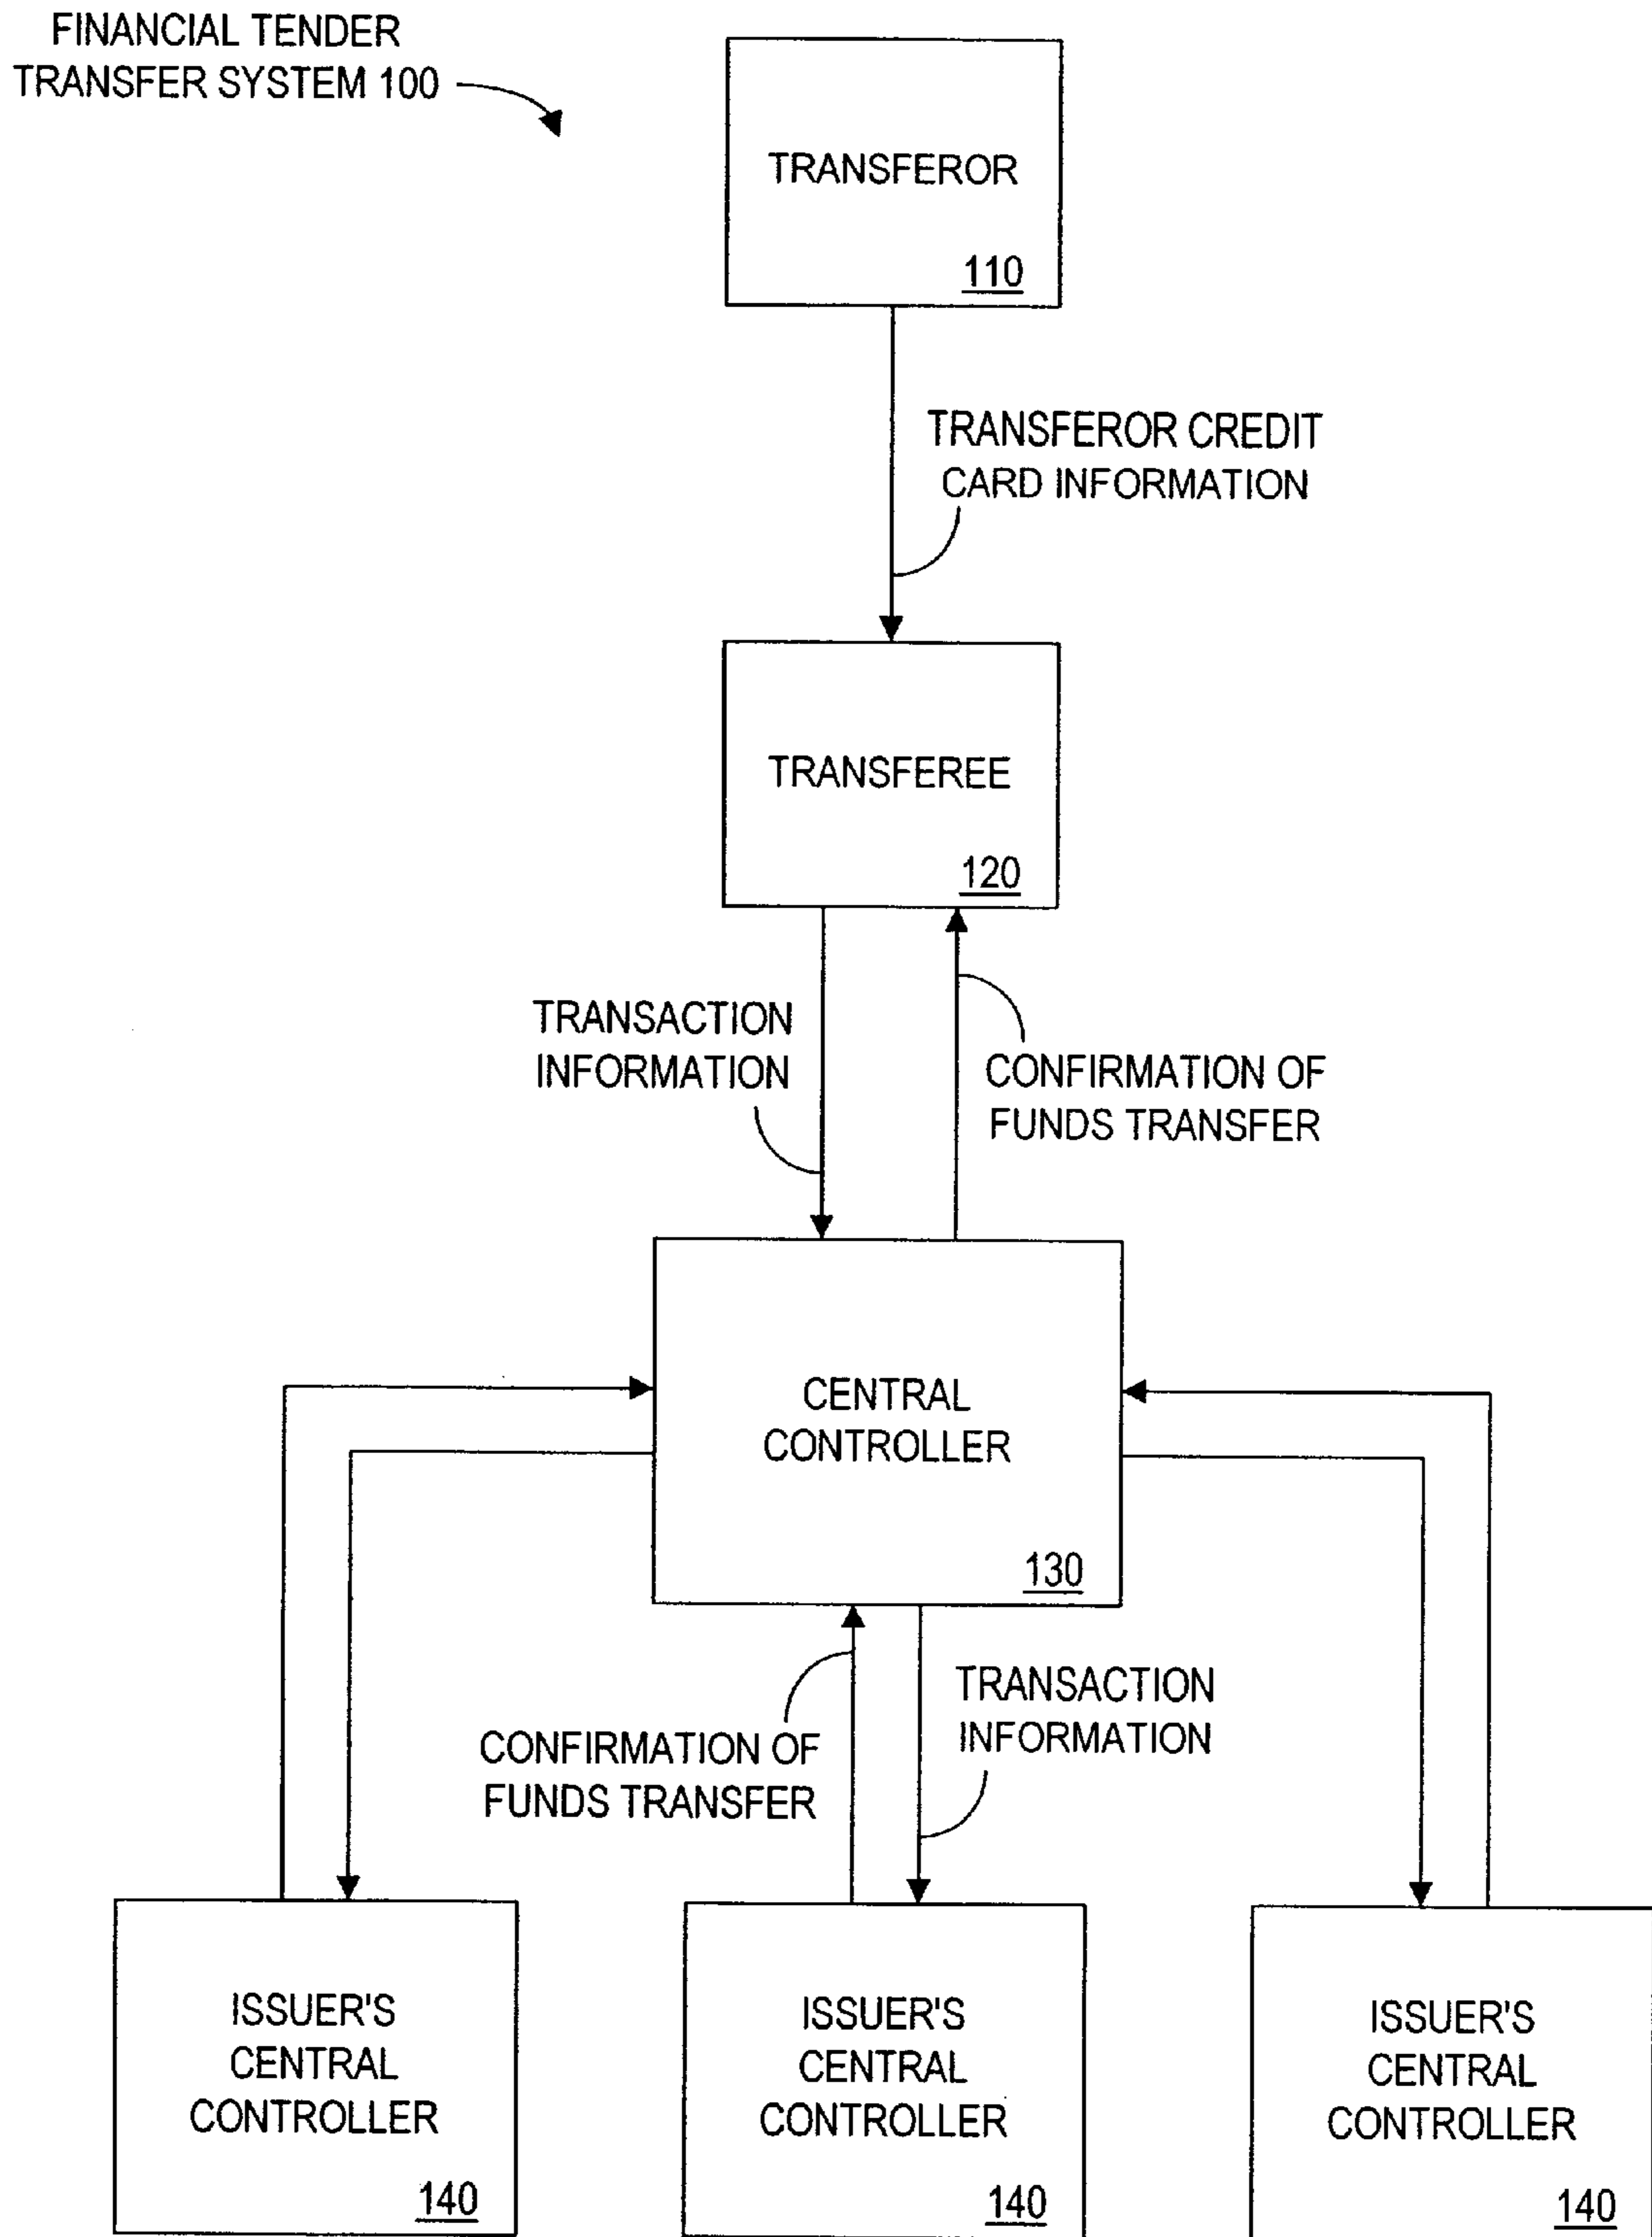 FINANCIAL TENDER
TRANSFER SYSTEM 100
TRANSFEROR
110
TRANSFEROR CREDIT
CARD INFORMATION
TRANSFEREE
120
TRANSACTION
INFORMATION
CONFIRMATION OF
FUNDS TRANSFER
CENTRAL
CONTROLLER
130
TRANSACTION
INFORMATION
CONFIRMATION OF
FUNDS TRANSFER
ISSUER'S
CENTRAL
CONTROLLER
140
ISSUER'S
CENTRAL
CONTROLLER
140
ISSUER'S
CENTRAL
CONTROLLER
140